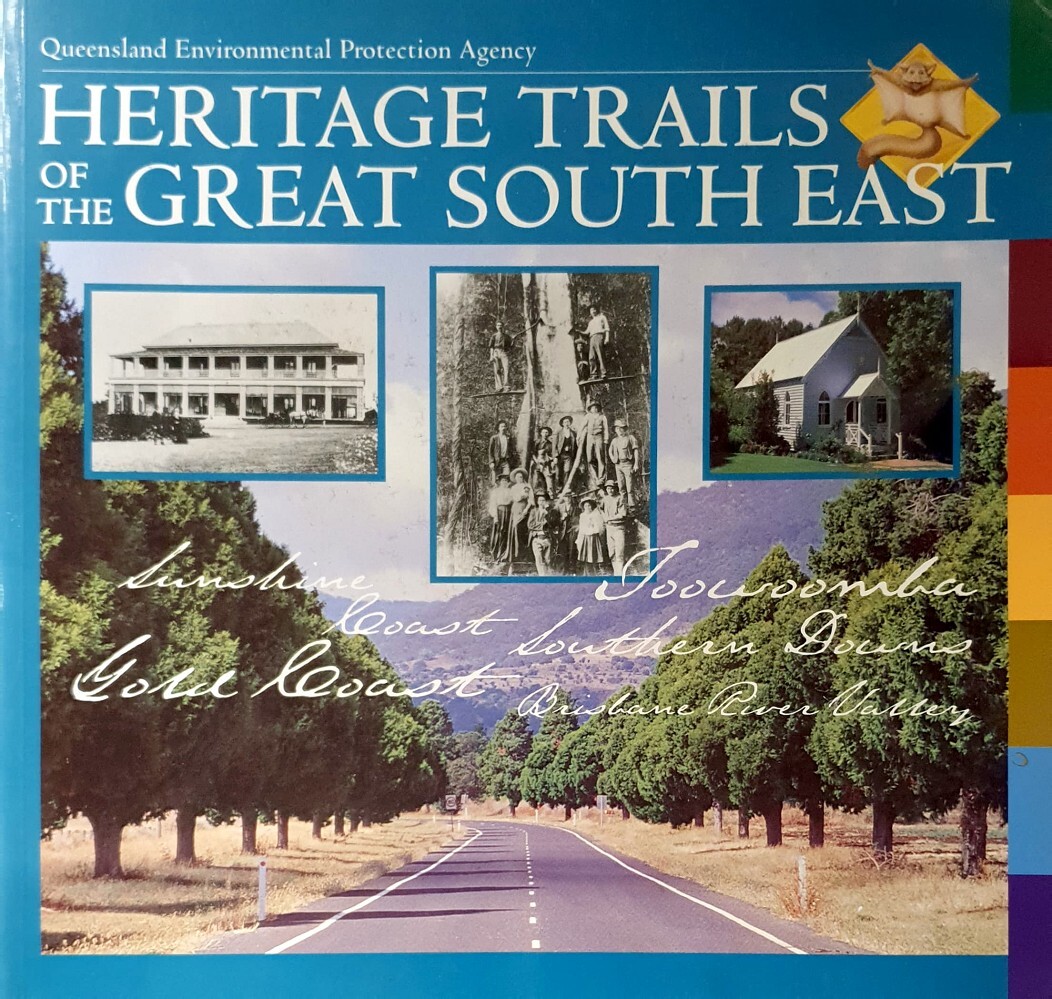 Queensland Environmental Protection Agency
HERITAGE TRAILS
OF THE GREAT SOUTH EAST
Sunshine Coast
Toowoomba
Southern Downs
Gold Coast
Brisbane River Valley